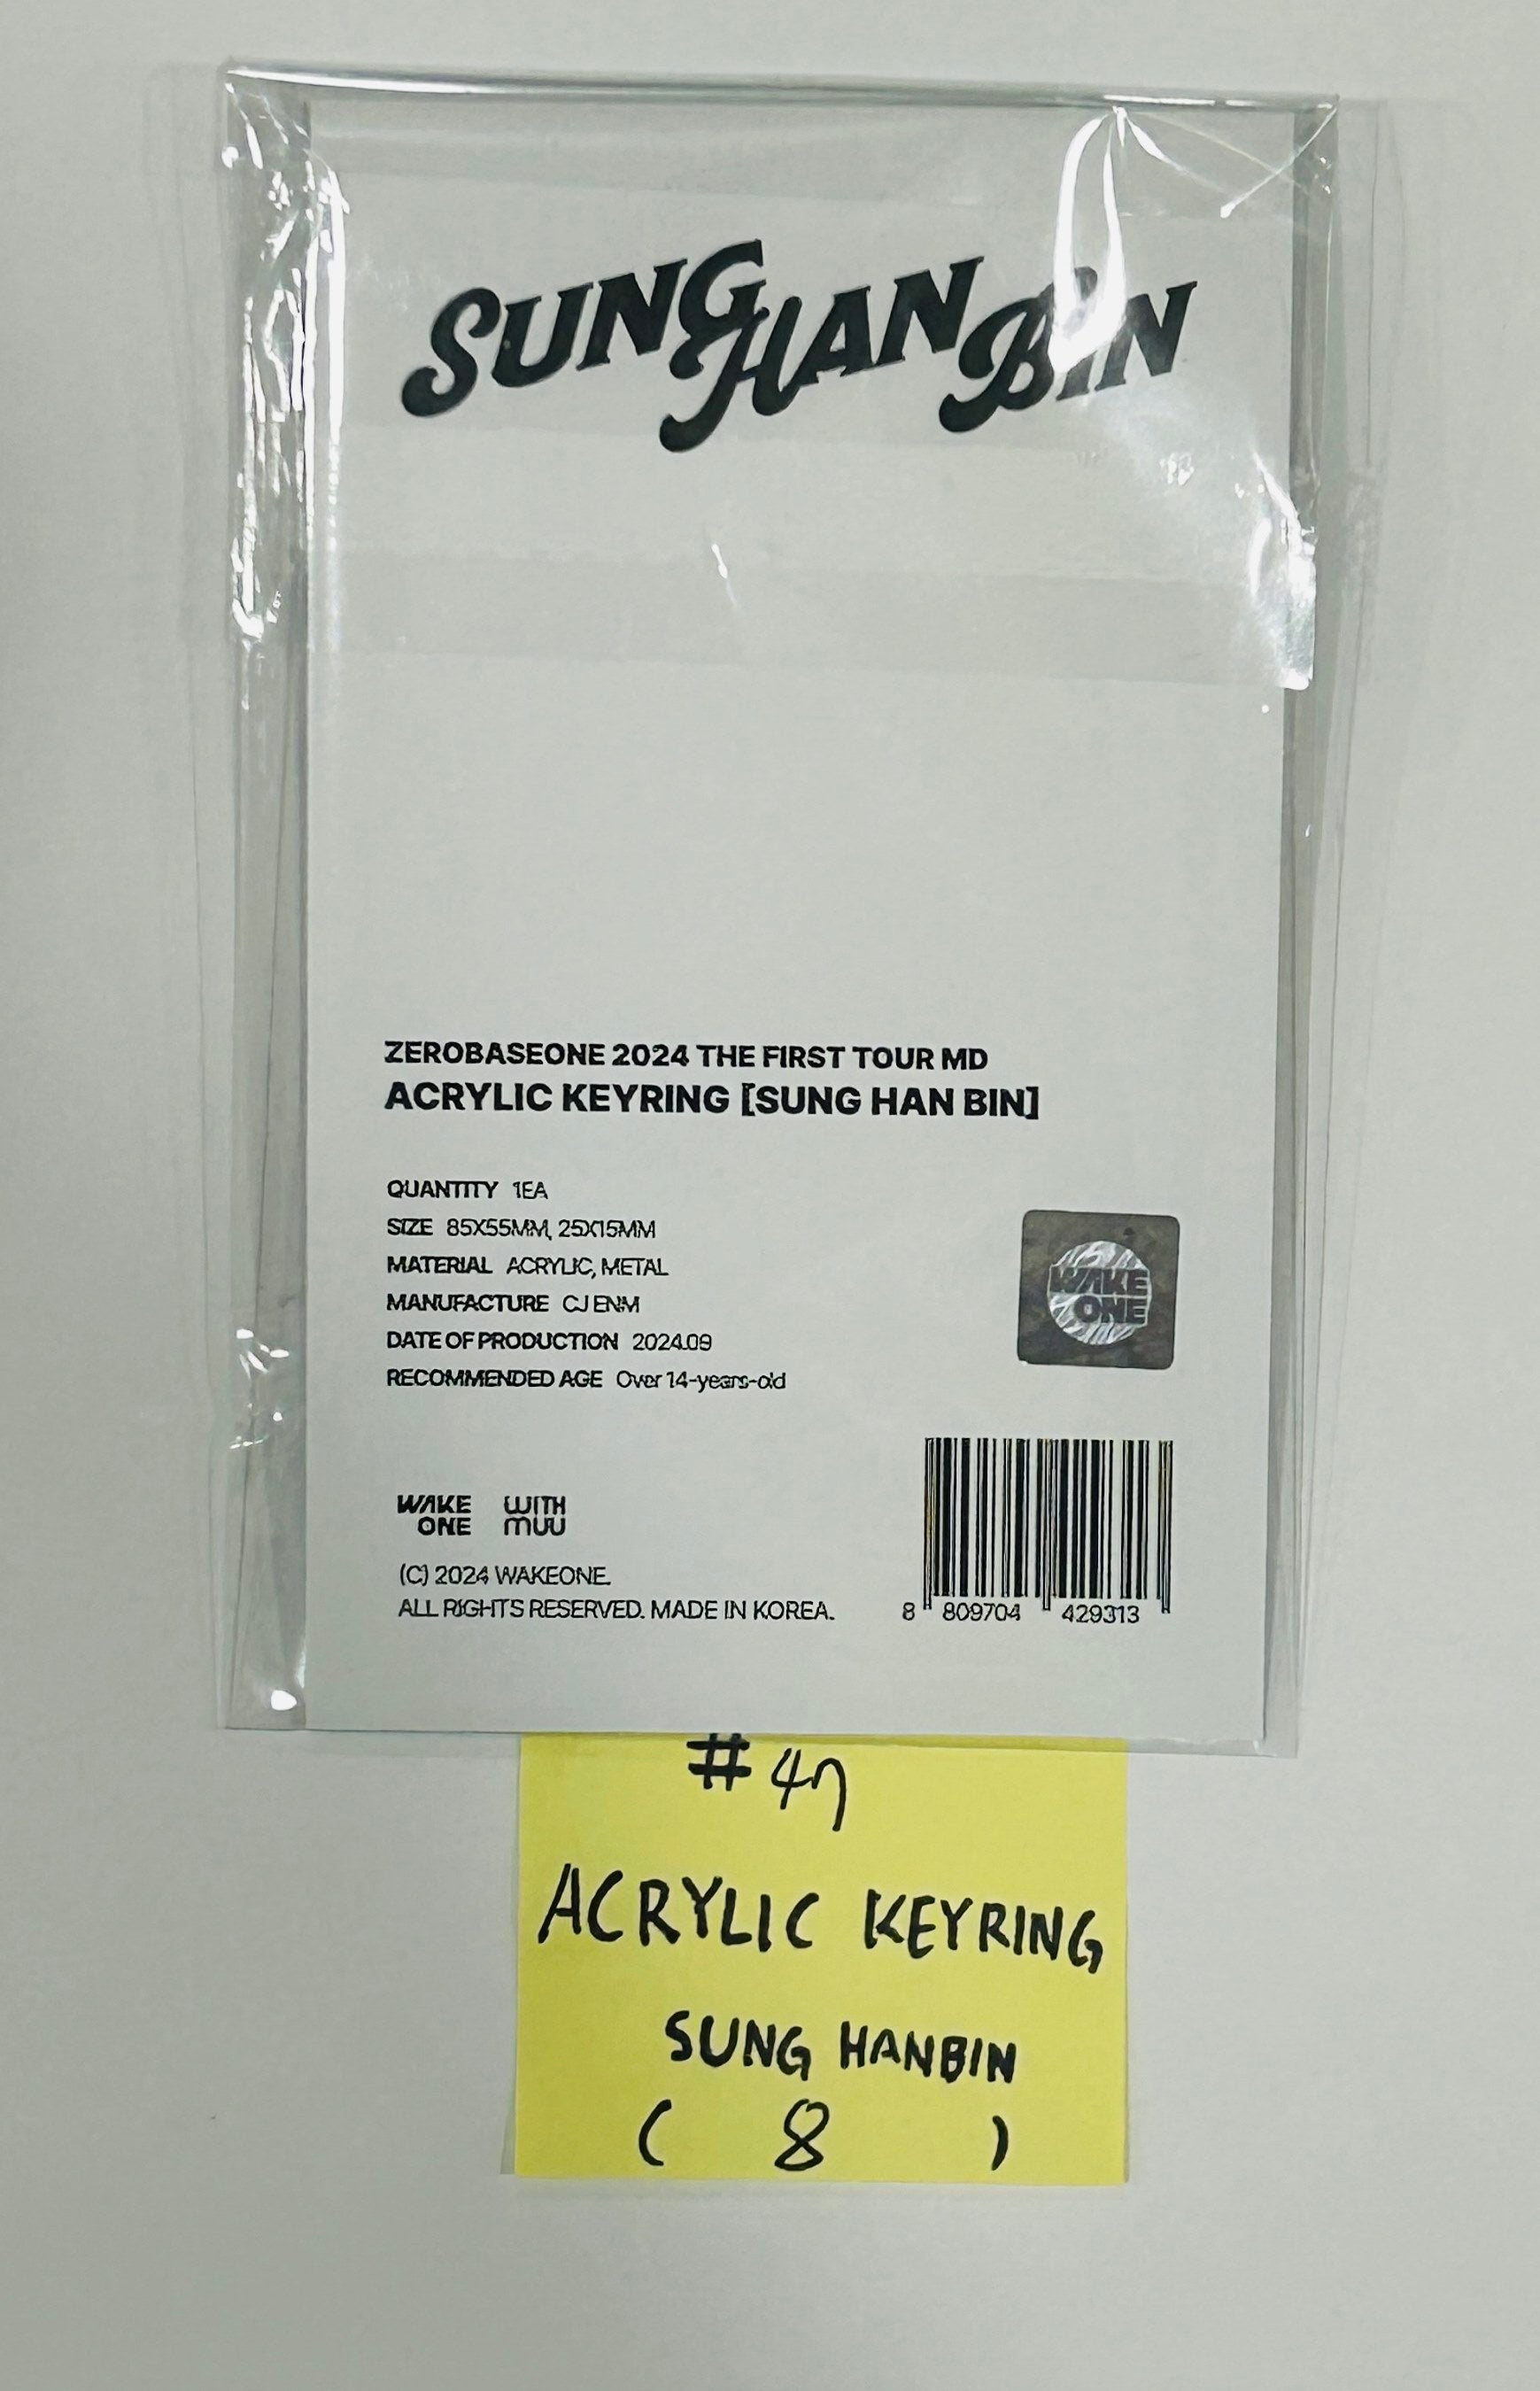 SUNG HAN BIN
ZEROBASEONE 2024 THE FIRST TOUR MD
ACRYLIC KEYRING [SUNG HAN BIN]
QUANTITY 1EA
SIZE 85X55MM, 25X15MM
MATERIAL ACRYLIC, METAL
MANUFACTURE CJ ENM
DATE OF PRODUCTION 2024.09
RECOMMENDED AGE Over 14-years-old
WAKE
ONE
WAKE
ONE
WITH
MUU
(C) 2024 WAKEONE.
ALL RIGHTS RESERVED. MADE IN KOREA.
8 809704 429313
#47
ACRYLIC KEYRING
SUNG HANBIN
( 8 )